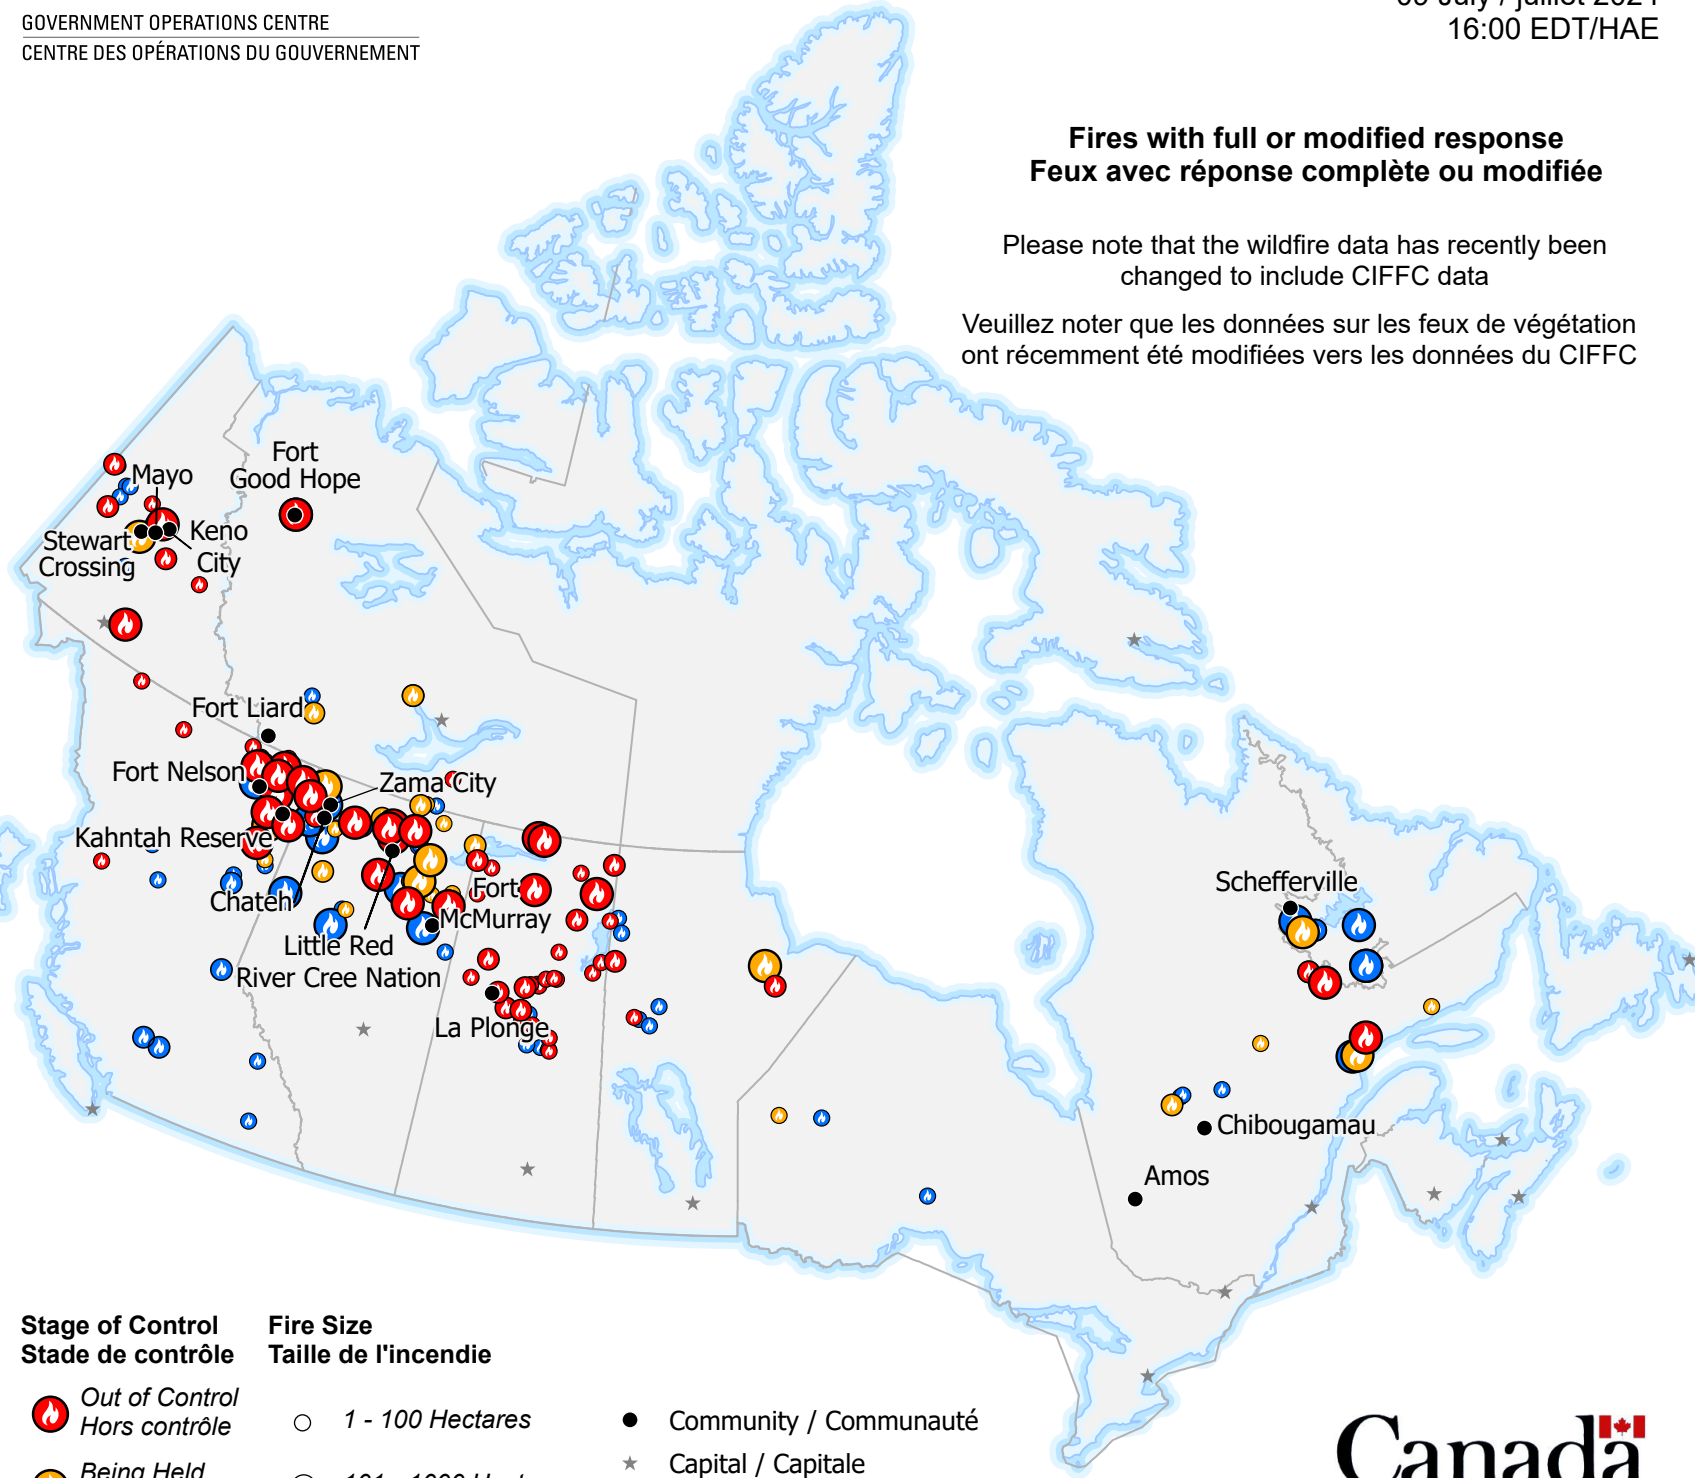 GOVERNMENT OPERATIONS CENTRE
CENTRE DES OPÉRATIONS DU GOUVERNEMENT
16:00 EDT/HAE
Fires with full or modified response
Feux avec réponse complète ou modifiée
Please note that the wildfire data has recently been
changed to include CIFFC data
Veuillez noter que les données sur les feux de végétation
ont récemment été modifiées vers les données du CIFFC
Fort
Good Hope
Mayo
Keno
City
Stewart
Crossing
Fort Liard
Fort Nelson
Zama City
Kahntah Reserve
Chateh
Fort
McMurray
Little Red
River Cree Nation
La Plonge
Schefferville
Chibougamau
Amos
Stage of Control
Stade de contrôle
Out of Control
Hors contrôle
Being Held
Fire Size
Taille de l'incendie
1 - 100 Hectares
Community / Communauté
Capital / Capitale
Canada